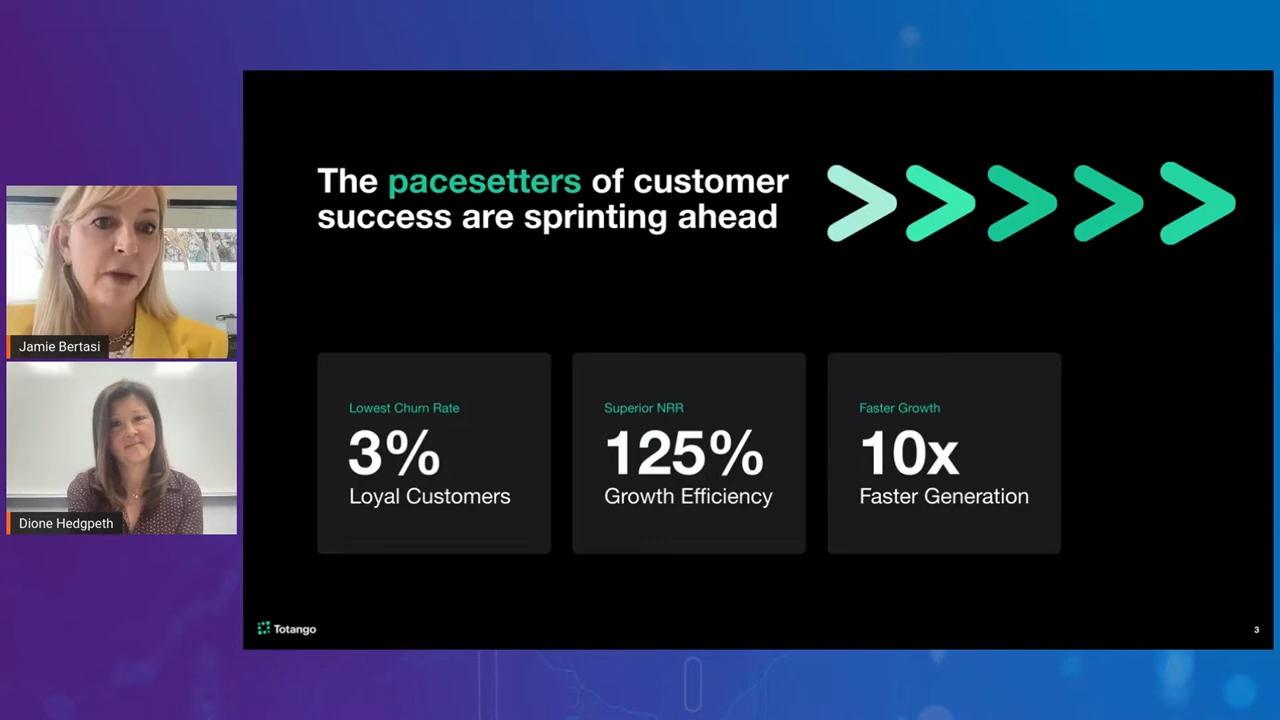 The pacesetters of customer
success are sprinting ahead
Jamie Bertasi
Dione Hedgpeth
Lowest Churn Rate
3%
Loyal Customers
Superior NRR
125%
Growth Efficiency
Faster Growth
10x
Faster Generation
Totango
3